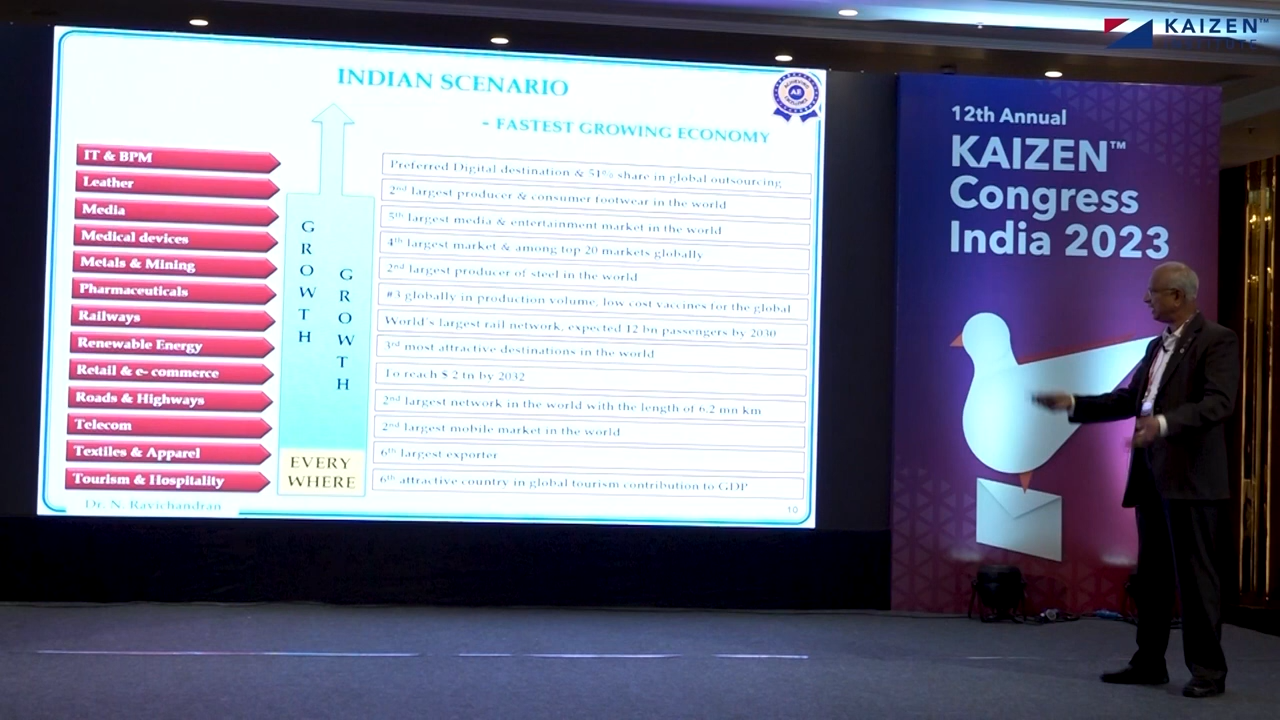 KAIZEN™
INSTITUTE
INDIAN SCENARIO
- FASTEST GROWING ECONOMY
IT & BPM
Preferred Digital destination & 51% share in global outsourcing
Leather
2nd largest producer & consumer footwear in the world
Media
5th largest media & entertainment market in the world
Medical devices
4th largest market & among top 20 markets globally
Metals & Mining
2nd largest producer of steel in the world
Pharmaceuticals
#3 globally in production volume, low cost vaccines for the global
Railways
World's largest rail network, expected 12 bn passengers by 2030
Renewable Energy
3rd most attractive destinations in the world
Retail & e- commerce
To reach $ 2 tn by 2032
Roads & Highways
2nd largest network in the world with the length of 6.2 mn km
Telecom
2nd largest mobile market in the world
Textiles & Apparel
6th largest exporter
Tourism & Hospitality
6th attractive country in global tourism contribution to GDP
GROWTH
GROWTH
EVERY
WHERE
Dr. N. Ravichandran
10
12th Annual
KAIZEN™
Congress
India 2023